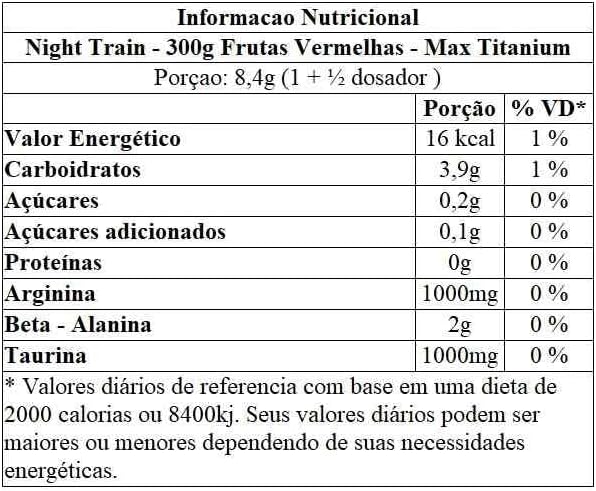 Informacao Nutricional
Night Train - 300g Frutas Vermelhas - Max Titanium
Porçao: 8,4g (1 + ½ dosador )
Porção % VD*
Valor Energético 16 kcal 1 %
Carboidratos 3,9g 1 %
Açúcares 0,2g 0 %
Açúcares adicionados 0,1g 0 %
Proteínas 0g 0 %
Arginina 1000mg 0 %
Beta - Alanina 2g 0 %
Taurina 1000mg 0 %
* Valores diários de referencia com base em uma dieta de
2000 calorias ou 8400kj. Seus valores diários podem ser
maiores ou menores dependendo de suas necessidades
energéticas.